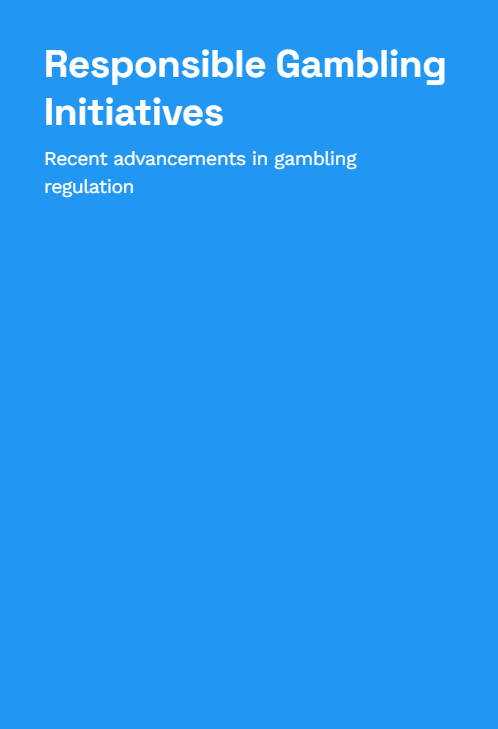 Responsible Gambling
Initiatives
Recent advancements in gambling
regulation